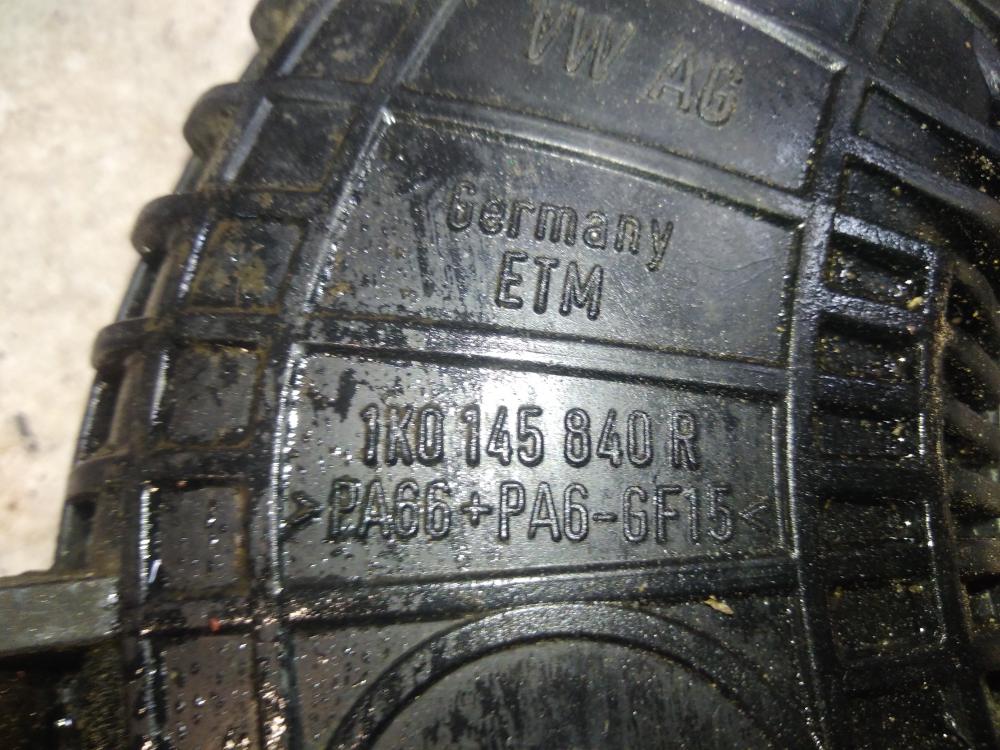 VW AG
Germany
ETM
1K0 145 840 R
>PA66+PA6-GF15<